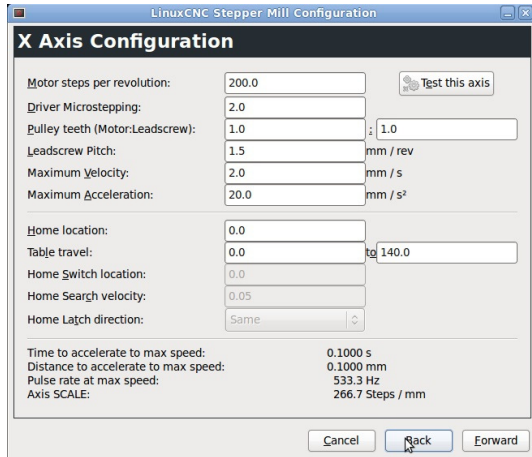 LinuxCNC Stepper Mill Configuration
X Axis Configuration
Motor steps per revolution: 200.0 Test this axis
Driver Microstepping: 2.0
Pulley teeth (Motor:Leadscrew): 1.0 : 1.0
Leadscrew Pitch: 1.5 mm / rev
Maximum Velocity: 2.0 mm / s
Maximum Acceleration: 20.0 mm / s²
Home location: 0.0
Table travel: 0.0 to 140.0
Home Switch location: 0.0
Home Search velocity: 0.05
Home Latch direction: Same
Time to accelerate to max speed: 0.1000 s
Distance to accelerate to max speed: 0.1000 mm
Pulse rate at max speed: 533.3 Hz
Axis SCALE: 266.7 Steps / mm
Cancel Back Forward